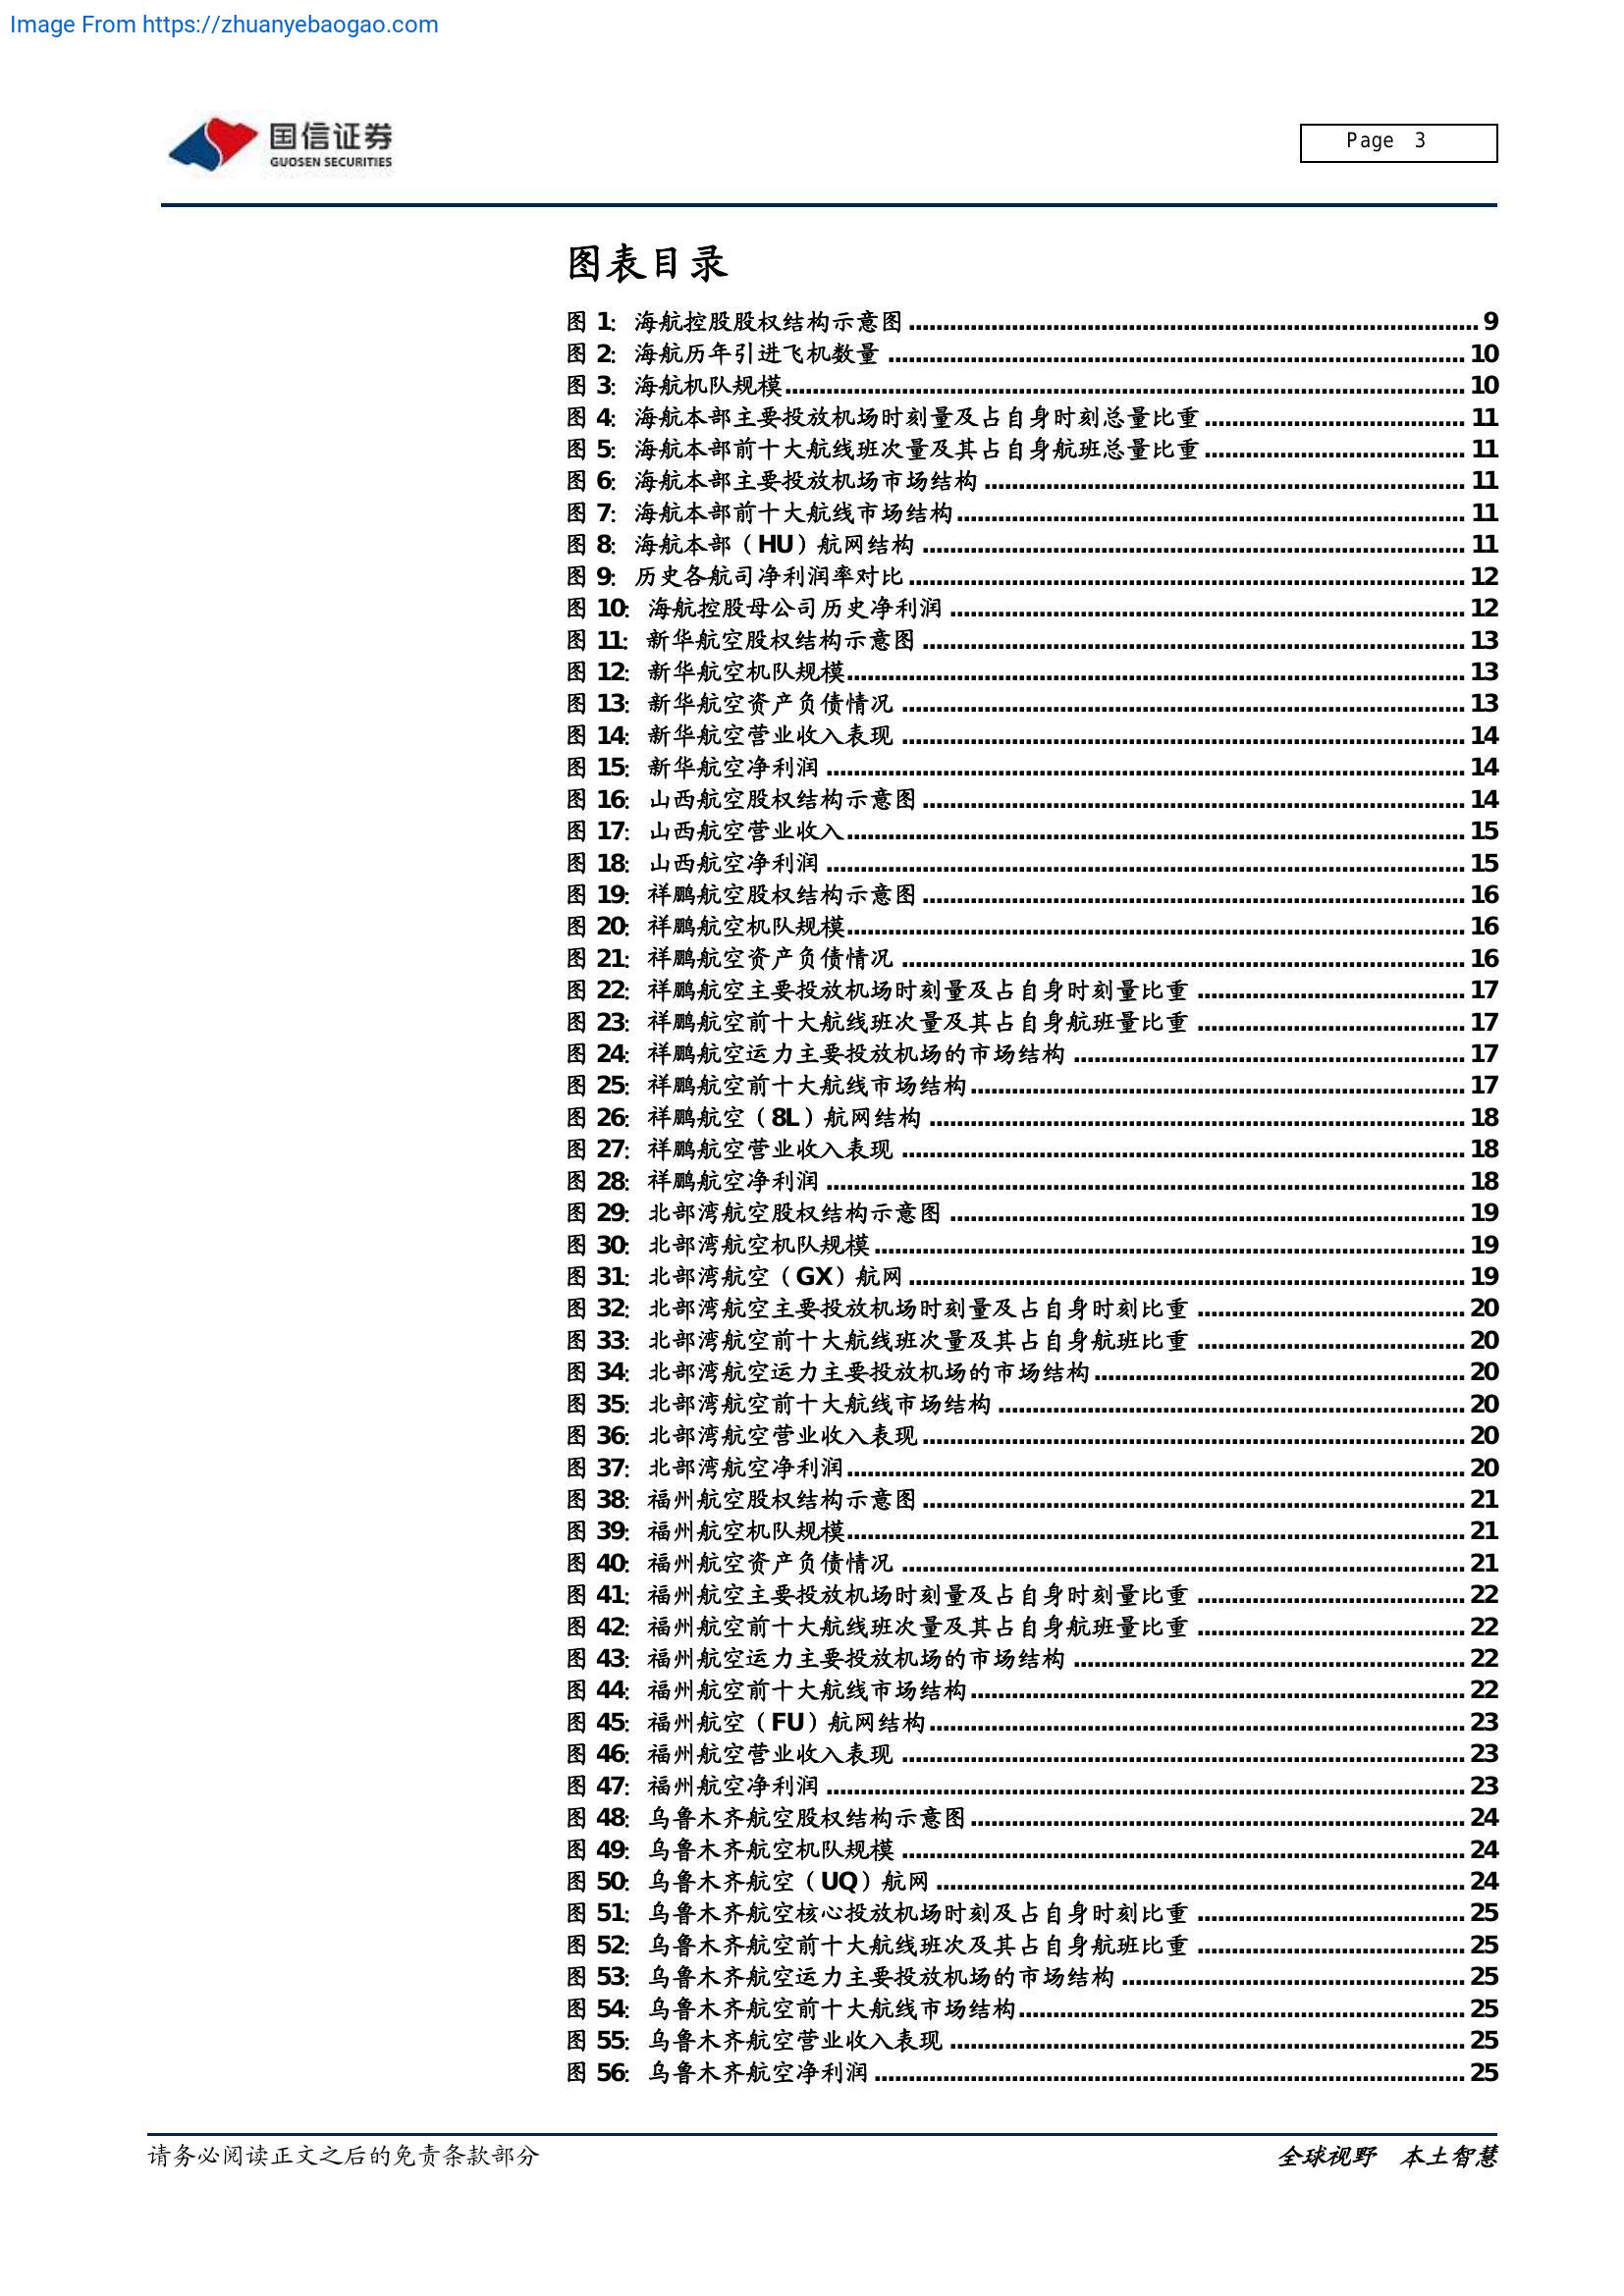 Image From https://zhuanyebaogao.com
国信证券
GUOSEN SECURITIES
Page 3
图表目录
图 1: 海航控股股权结构示意图 ........ 9
图 2: 海航历年引进飞机数量 ........ 10
图 3: 海航机队规模 ........ 10
图 4: 海航本部主要投放机场时刻量及占自身时刻总量比重 ........ 11
图 5: 海航本部前十大航线班次量及其占自身航班总量比重 ........ 11
图 6: 海航本部主要投放机场市场结构 ........ 11
图 7: 海航本部前十大航线市场结构 ........ 11
图 8: 海航本部（HU）航网结构 ........ 11
图 9: 历史各航司净利润率对比 ........ 12
图 10: 海航控股母公司历史净利润 ........ 12
图 11: 新华航空股权结构示意图 ........ 13
图 12: 新华航空机队规模 ........ 13
图 13: 新华航空资产负债情况 ........ 13
图 14: 新华航空营业收入表现 ........ 14
图 15: 新华航空净利润 ........ 14
图 16: 山西航空股权结构示意图 ........ 14
图 17: 山西航空营业收入 ........ 15
图 18: 山西航空净利润 ........ 15
图 19: 祥鹏航空股权结构示意图 ........ 16
图 20: 祥鹏航空机队规模 ........ 16
图 21: 祥鹏航空资产负债情况 ........ 16
图 22: 祥鹏航空主要投放机场时刻量及占自身时刻量比重 ........ 17
图 23: 祥鹏航空前十大航线班次量及其占自身航班量比重 ........ 17
图 24: 祥鹏航空运力主要投放机场的市场结构 ........ 17
图 25: 祥鹏航空前十大航线市场结构 ........ 17
图 26: 祥鹏航空（8L）航网结构 ........ 18
图 27: 祥鹏航空营业收入表现 ........ 18
图 28: 祥鹏航空净利润 ........ 18
图 29: 北部湾航空股权结构示意图 ........ 19
图 30: 北部湾航空机队规模 ........ 19
图 31: 北部湾航空（GX）航网 ........ 19
图 32: 北部湾航空主要投放机场时刻量及占自身时刻比重 ........ 20
图 33: 北部湾航空前十大航线班次量及其占自身航班比重 ........ 20
图 34: 北部湾航空运力主要投放机场的市场结构 ........ 20
图 35: 北部湾航空前十大航线市场结构 ........ 20
图 36: 北部湾航空营业收入表现 ........ 20
图 37: 北部湾航空净利润 ........ 20
图 38: 福州航空股权结构示意图 ........ 21
图 39: 福州航空机队规模 ........ 21
图 40: 福州航空资产负债情况 ........ 21
图 41: 福州航空主要投放机场时刻量及占自身时刻量比重 ........ 22
图 42: 福州航空前十大航线班次量及其占自身航班量比重 ........ 22
图 43: 福州航空运力主要投放机场的市场结构 ........ 22
图 44: 福州航空前十大航线市场结构 ........ 22
图 45: 福州航空（FU）航网结构 ........ 23
图 46: 福州航空营业收入表现 ........ 23
图 47: 福州航空净利润 ........ 23
图 48: 乌鲁木齐航空股权结构示意图 ........ 24
图 49: 乌鲁木齐航空机队规模 ........ 24
图 50: 乌鲁木齐航空（UQ）航网 ........ 24
图 51: 乌鲁木齐航空核心投放机场时刻及占自身时刻比重 ........ 25
图 52: 乌鲁木齐航空前十大航线班次及其占自身航班比重 ........ 25
图 53: 乌鲁木齐航空运力主要投放机场的市场结构 ........ 25
图 54: 乌鲁木齐航空前十大航线市场结构 ........ 25
图 55: 乌鲁木齐航空营业收入表现 ........ 25
图 56: 乌鲁木齐航空净利润 ........ 25
请务必阅读正文之后的免责条款部分
全球视野 本土智慧